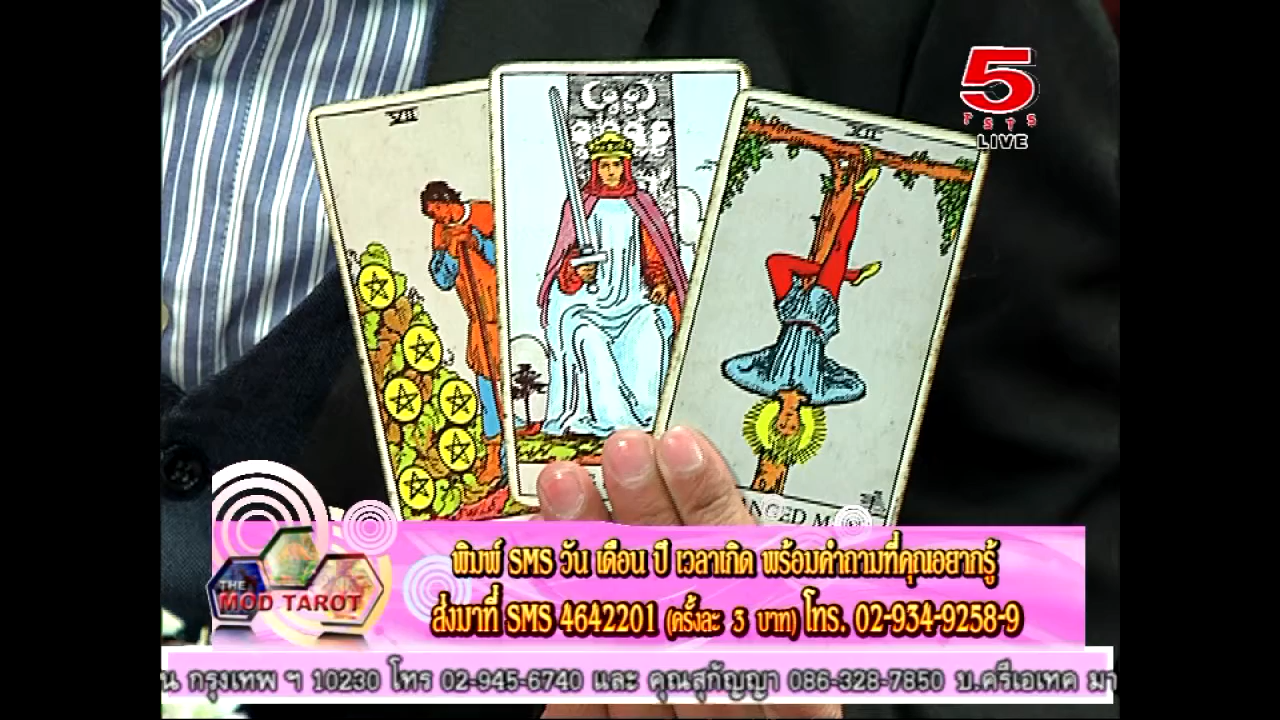 VII
XII
5
TSTS
LIVE
ANGED M
พิมพ์ SMS วัน เดือน ปี เวลาเกิด พร้อมคำถามที่คุณอยากรู้
THE
MOD TAROT
ส่งมาที่ SMS 4642201 (ครั้งละ 3 บาท) โทร. 02-934-9258-9
น. กรุงเทพ ฯ 10230 โทร 02-945-6740 และ คุณสุกัญญา 086-328-7850 บ.ครีเอเทค มา